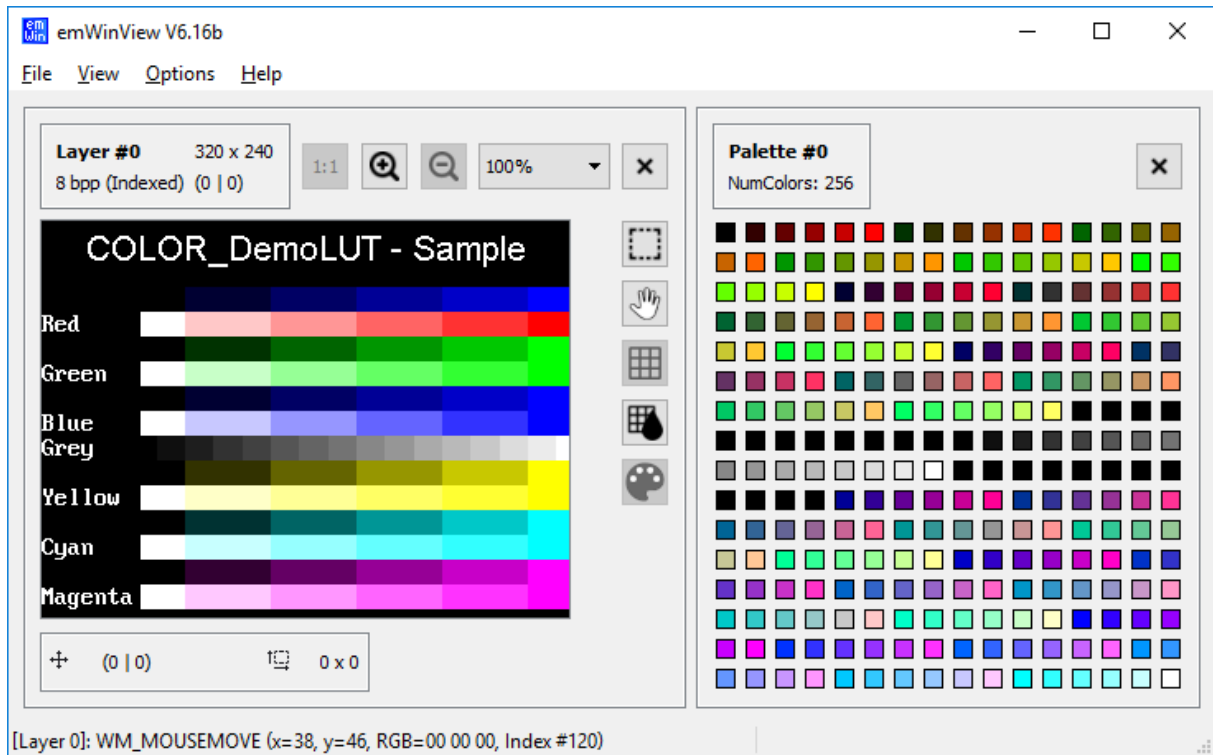 em
Win
emWinView V6.16b
File View Options Help
Layer #0 320 x 240
8 bpp (Indexed) (0 | 0)
1:1
100%
Palette #0
NumColors: 256
COLOR_DemoLUT - Sample
Red
Green
Blue
Grey
Yellow
Cyan
Magenta
(0 | 0) 0 x 0
[Layer 0]: WM_MOUSEMOVE (x=38, y=46, RGB=00 00 00, Index #120)